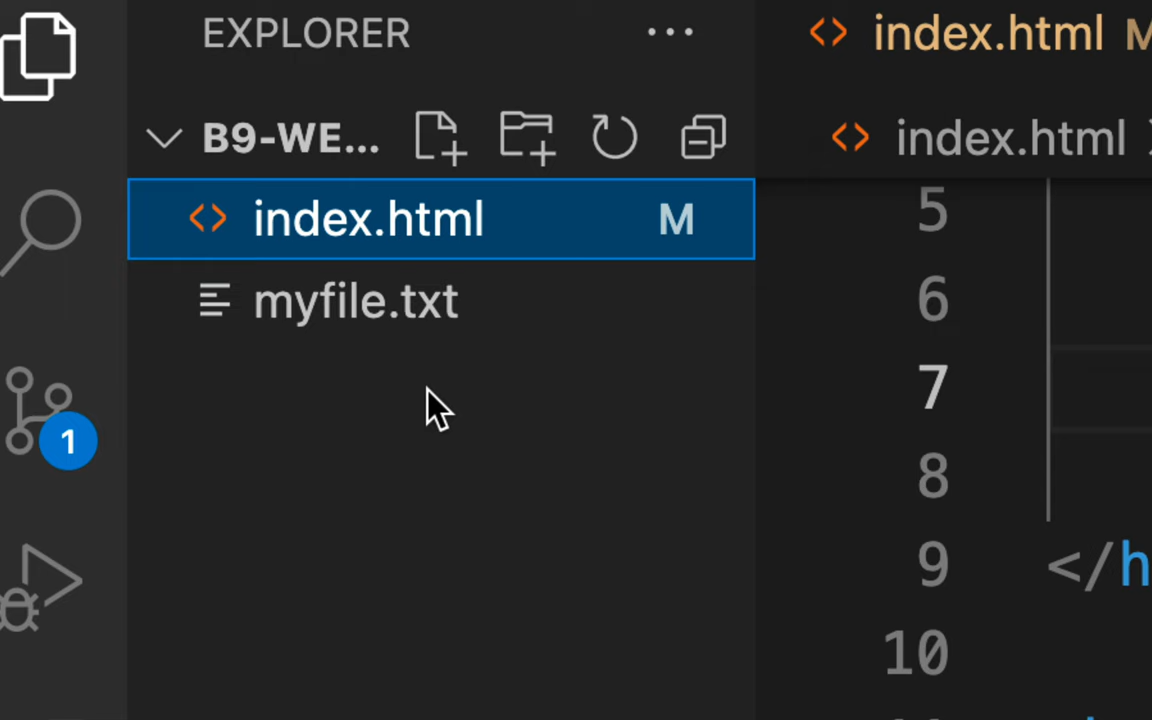 EXPLORER ...
B9-WE...
index.html M
myfile.txt
1
index.html M
index.html
5
6
7
8
9 </h
10